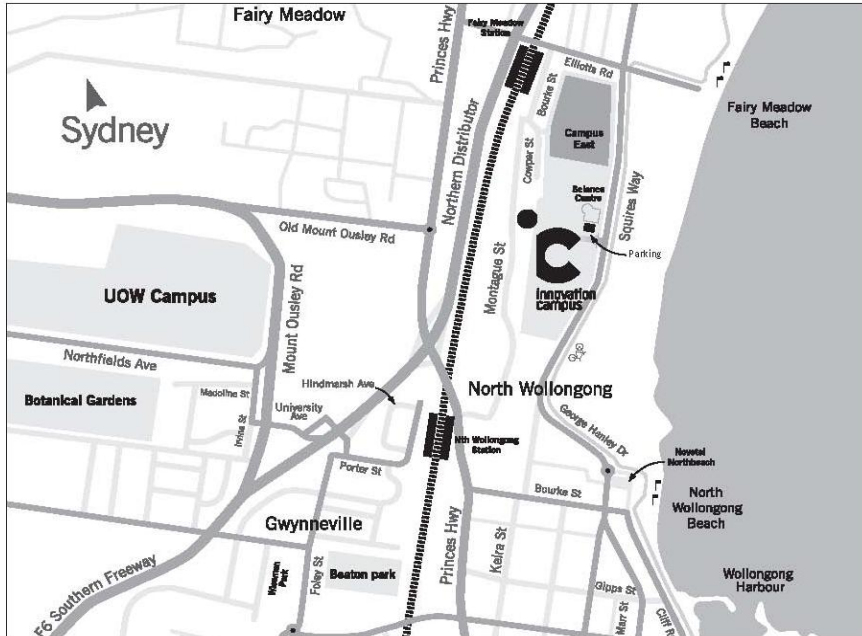 Fairy Meadow
Princes Hwy
Fairy Meadow
Station
Elliotts Rd
Bourke St
Fairy Meadow
Beach
Sydney
Northern Distributor
Campus
East
Cowper St
Science
Centre
Squires Way
Old Mount Ousley Rd
Parking
Montague St
innovation
campus
UOW Campus
Mount Ousley Rd
Northfields Ave
Hindmarsh Ave
North Wollongong
Botanical Gardens
Madoline St
University
Ave
Irvine St
George Hanley Dr
Nth Wollongong
Station
Novotel
Northbeach
Porter St
Bourke St
North
Wollongong
Beach
Gwynneville
Princes Hwy
Keira St
Wiseman
Park
Foley St
Beaton park
Gipps St
Wollongong
Harbour
F6 Southern Freeway
Marr St
Cliff R